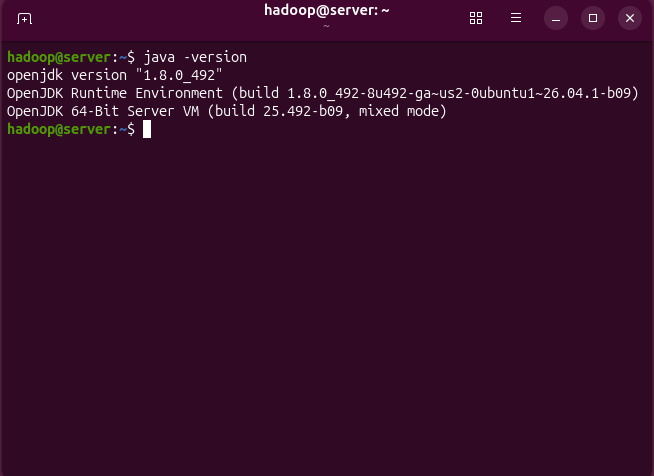 hadoop@server: ~
~
hadoop@server:~$ java -version
openjdk version "1.8.0_492"
OpenJDK Runtime Environment (build 1.8.0_492-8u492-ga~us2-0ubuntu1~26.04.1-b09)
OpenJDK 64-Bit Server VM (build 25.492-b09, mixed mode)
hadoop@server:~$